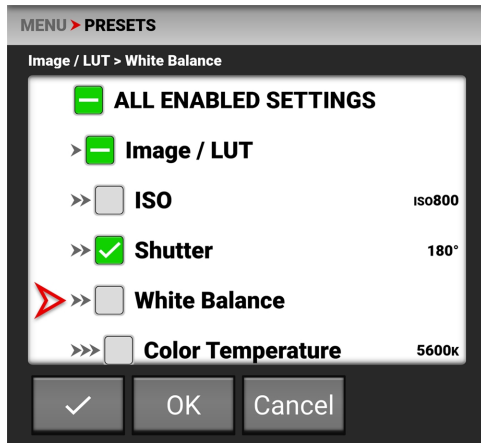 MENU > PRESETS
Image / LUT > White Balance
ALL ENABLED SETTINGS
Image / LUT
ISO ISO800
Shutter 180°
White Balance
Color Temperature 5600K
OK Cancel